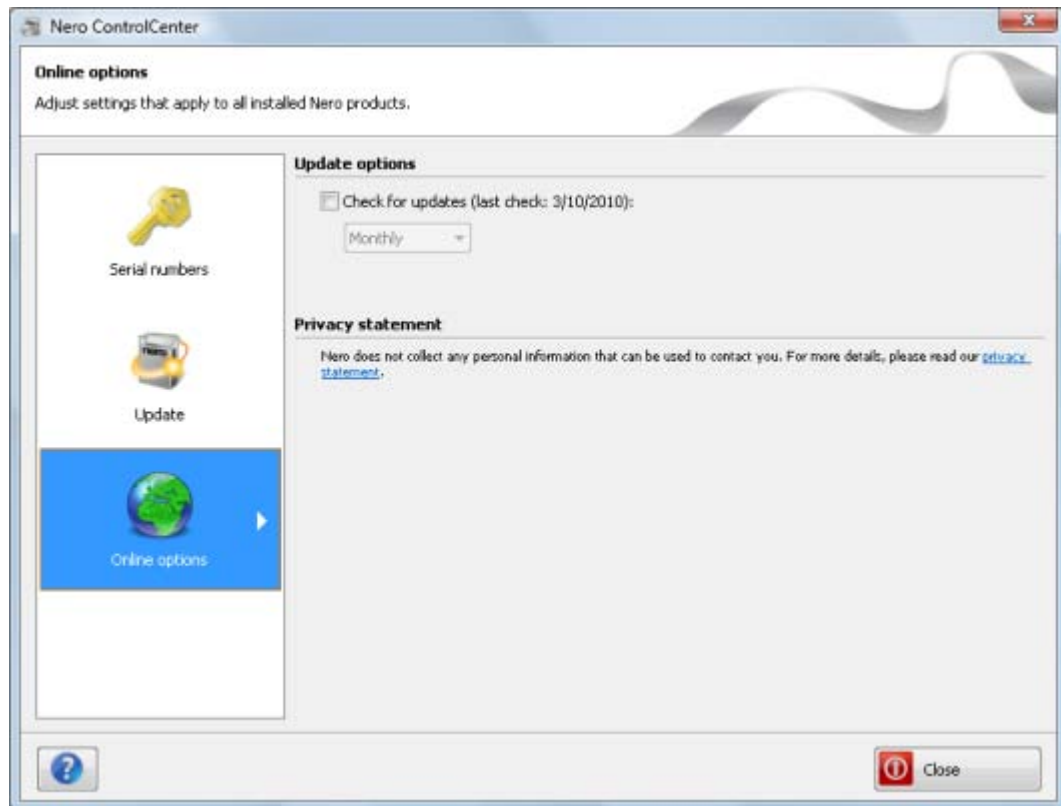 Nero ControlCenter
Online options
Adjust settings that apply to all installed Nero products.
Serial numbers
Update
Online options
Update options
Check for updates (last check: 3/10/2010):
Monthly
Privacy statement
Nero does not collect any personal information that can be used to contact you. For more details, please read our privacy
statement.
Close